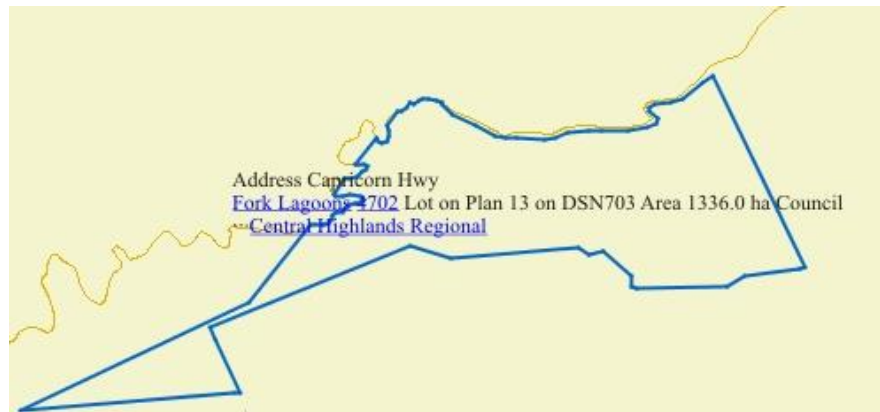 Address Capricorn Hwy
Fork Lagoons 4702 Lot on Plan 13 on DSN703 Area 1336.0 ha Council
Central Highlands Regional